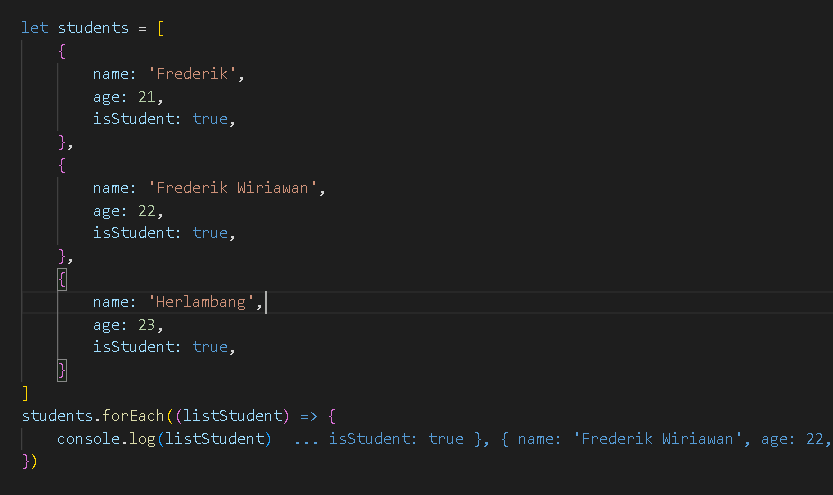 let students = [
{
name: 'Frederik',
age: 21,
isStudent: true,
},
{
name: 'Frederik Wiriawan',
age: 22,
isStudent: true,
},
{
name: 'Herlambang',
age: 23,
isStudent: true,
}
]
students.forEach((listStudent) => {
console.log(listStudent) ... isStudent: true }, { name: 'Frederik Wiriawan', age: 22,
})